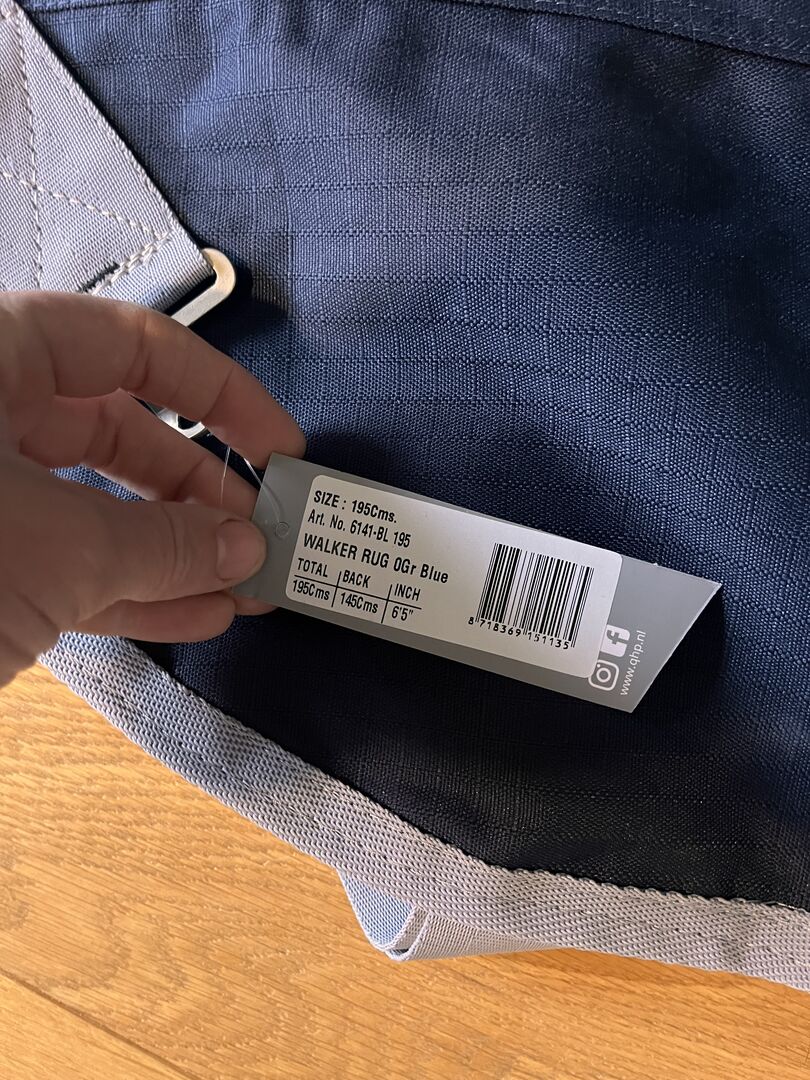 SIZE : 195Cms.
Art. No. 6141-BL 195
WALKER RUG 0Gr Blue
TOTAL BACK INCH
195Cms 145Cms 6'5"
8 718369 151135
www.qhp.nl